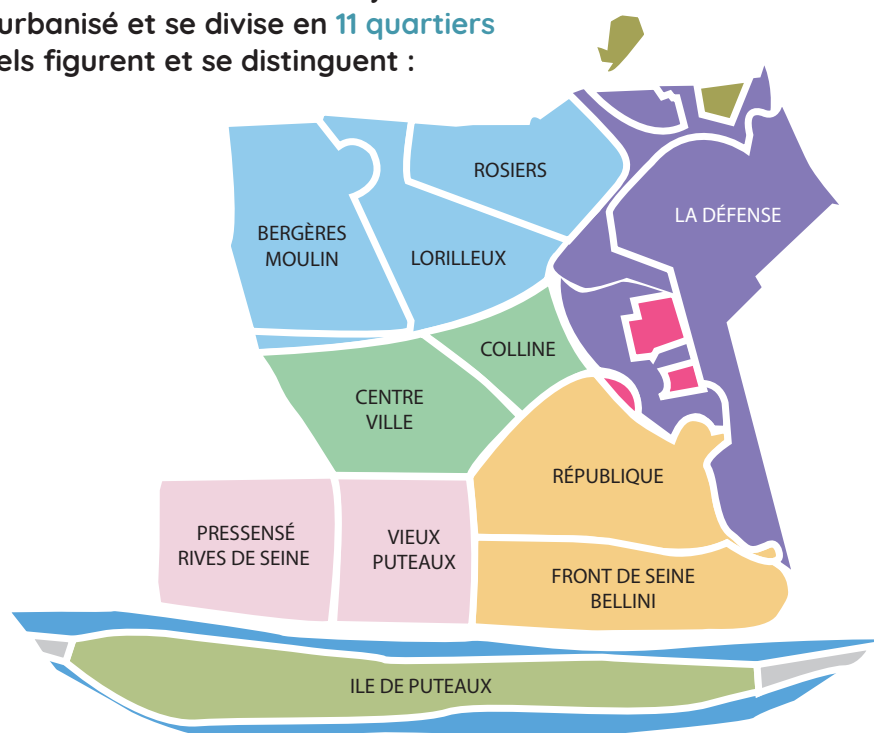 urbanisé et se divise en 11 quartiers
els figurent et se distinguent :
ROSIERS
LA DÉFENSE
BERGÈRES
MOULIN
LORILLEUX
COLLINE
CENTRE
VILLE
RÉPUBLIQUE
PRESSENSÉ
RIVES DE SEINE
VIEUX
PUTEAUX
FRONT DE SEINE
BELLINI
ILE DE PUTEAUX